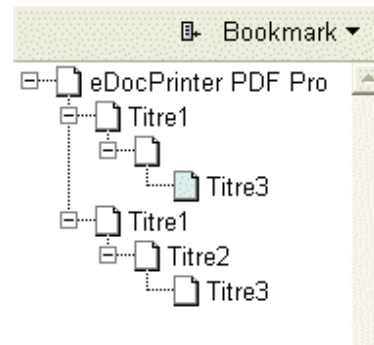 Bookmark
eDocPrinter PDF Pro
Titre1
Titre3
Titre1
Titre2
Titre3